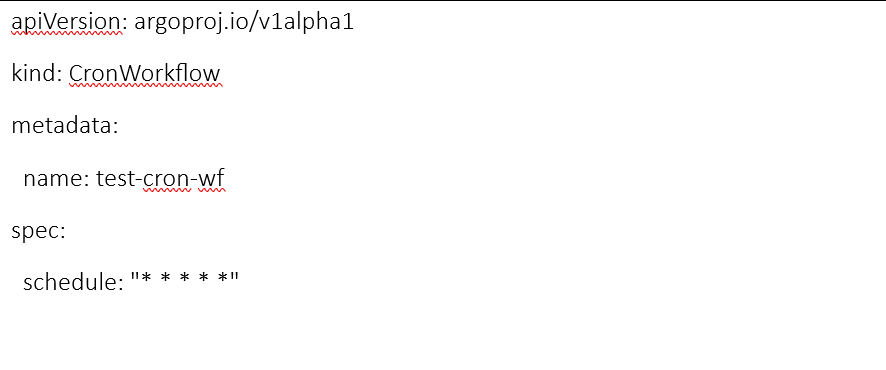 apiVersion: argoproj.io/v1alpha1
kind: CronWorkflow
metadata:
  name: test-cron-wf
spec:
  schedule: "* * * * *"